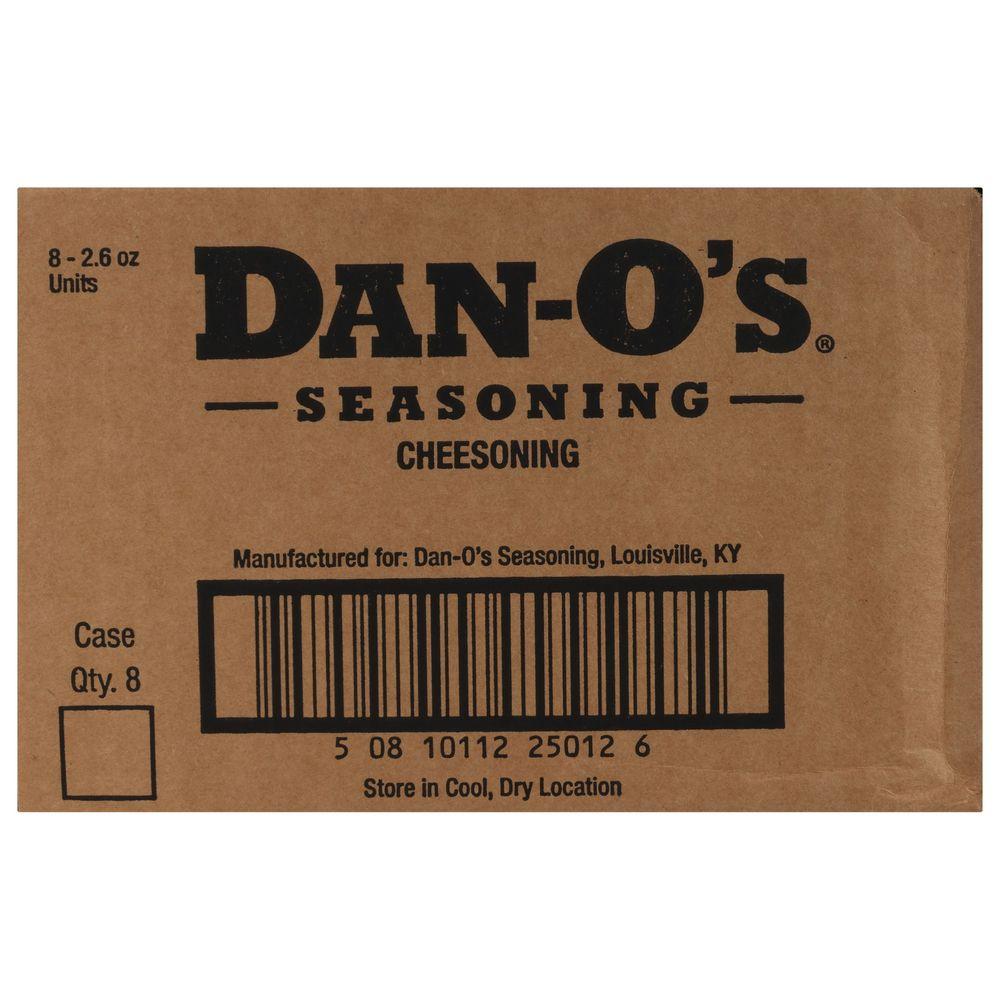 8 - 2.6 oz
Units
DAN-O's®
SEASONING
CHEESONING
Manufactured for: Dan-O's Seasoning, Louisville, KY
Case
Qty. 8
5 08 10112 25012 6
Store in Cool, Dry Location